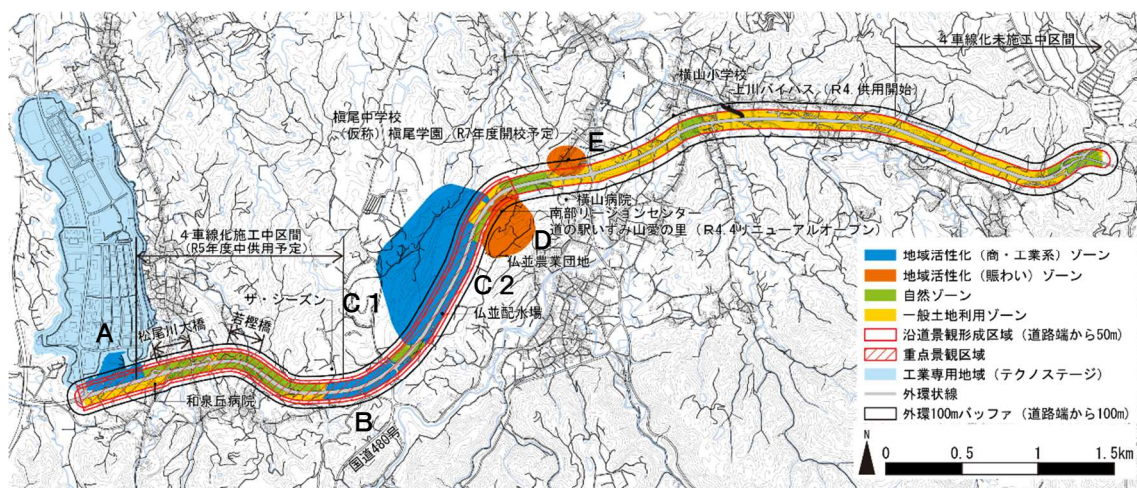 4車線化未施工中区間
横山小学校
上川バイパス（R4.供用開始）
槇尾中学校
（仮称）槇尾学園（R7年度開校予定）
E
横山病院
南部リージョンセンター
道の駅いずみ山愛の里（R4.4リニューアルオープン）
D
仏並農業団地
4車線化施工中区間
（R5年度中供用予定）
ザ・シーズン
C1
C2
仏並配水場
若樫橋
松尾川大橋
A
和泉丘病院
B
国道480号
地域活性化（商・工業系）ゾーン
地域活性化（賑わい）ゾーン
自然ゾーン
一般土地利用ゾーン
沿道景観形成区域（道路端から50m）
重点景観区域
工業専用地域（テクノステージ）
外環状線
外環100mバッファ（道路端から100m）
N
0 0.5 1.0 1.5km